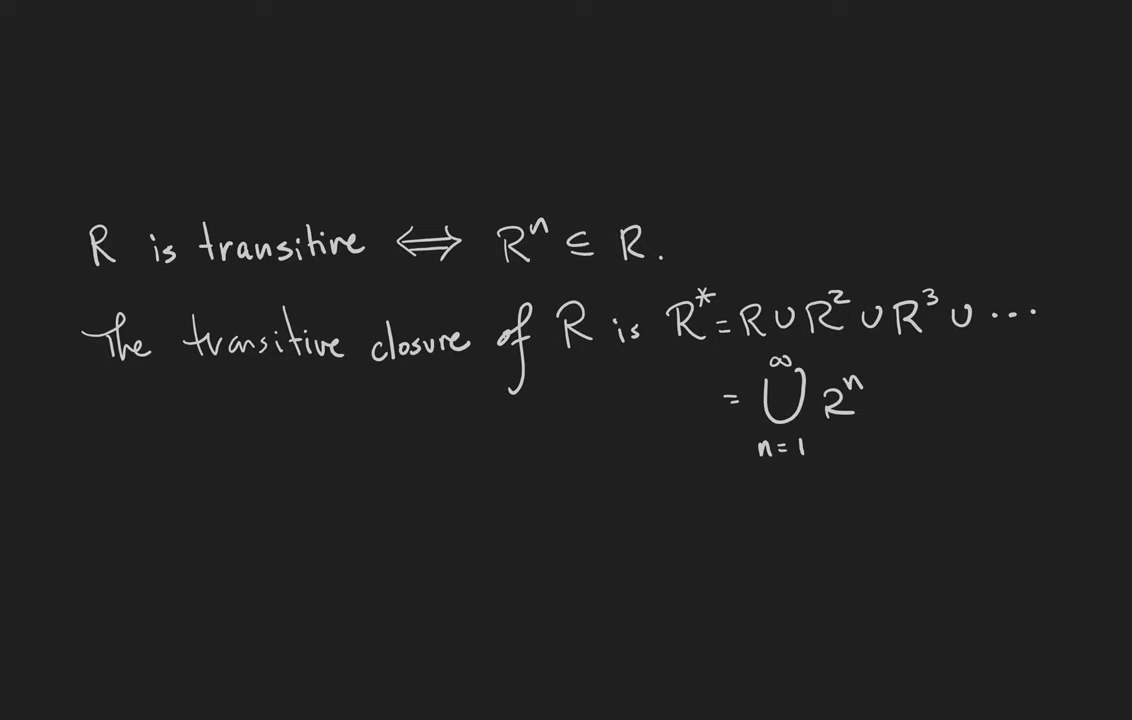 R is transitive ⟺ Rⁿ ∈ R.
The transitive closure of R is R* = R ∪ R² ∪ R³ ∪ ···
∞
= ⋃ Rⁿ
n = 1